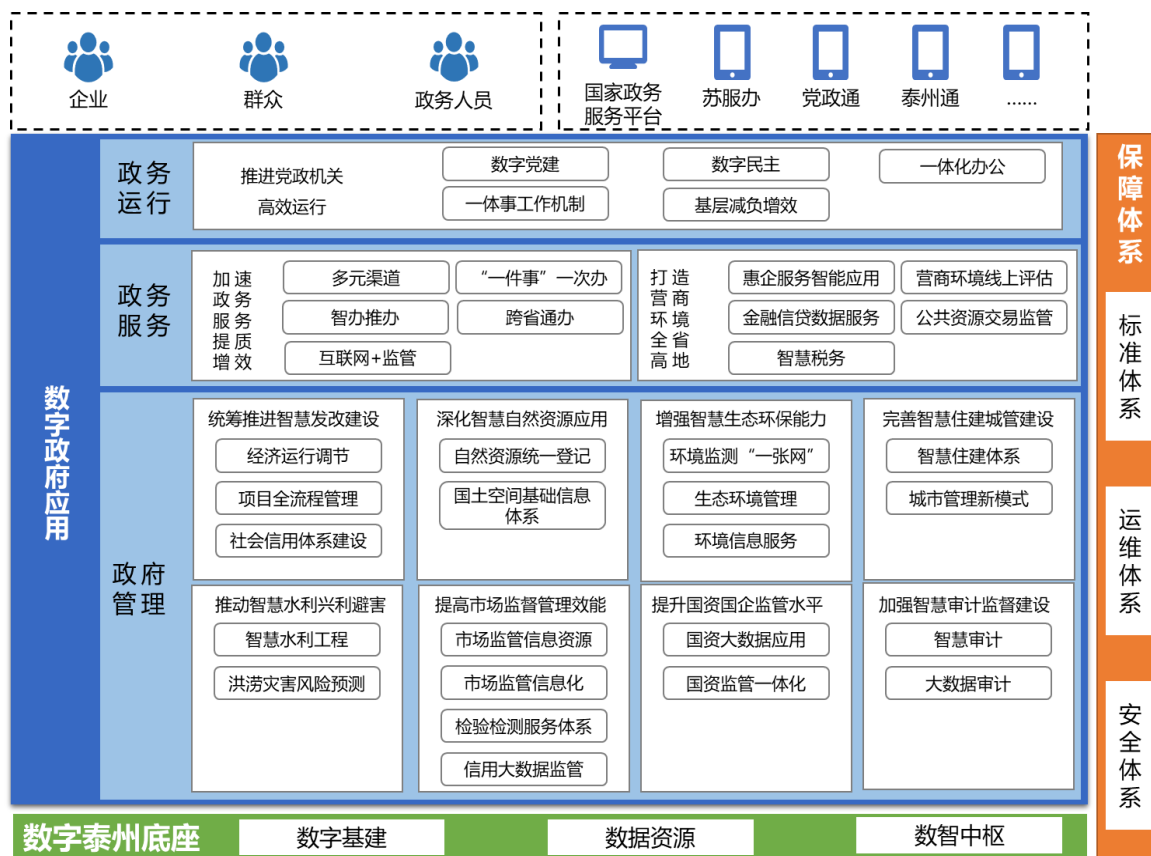 企业
群众
政务人员
国家政务
服务平台
苏服办
党政通
泰州通
......
数字政府应用
政务
运行
推进党政机关
高效运行
数字党建
数字民主
一体化办公
一体事工作机制
基层减负增效
政务
服务
加速
政务
服务
提质
增效
多元渠道
“一件事”一次办
智办推办
跨省通办
互联网+监管
打造
营商
环境
全省
高地
惠企服务智能应用
营商环境线上评估
金融信贷数据服务
公共资源交易监管
智慧税务
政府
管理
统筹推进智慧发改建设
经济运行调节
项目全流程管理
社会信用体系建设
深化智慧自然资源应用
自然资源统一登记
国土空间基础信息
体系
增强智慧生态环保能力
环境监测“一张网”
生态环境管理
环境信息服务
完善智慧住建城管建设
智慧住建体系
城市管理新模式
推动智慧水利兴利避害
智慧水利工程
洪涝灾害风险预测
提高市场监督管理效能
市场监管信息资源
市场监管信息化
检验检测服务体系
信用大数据监管
提升国资国企监管水平
国资大数据应用
国资监管一体化
加强智慧审计监督建设
智慧审计
大数据审计
保障体系
标准体系
运维体系
安全体系
数字泰州底座
数字基建
数据资源
数智中枢